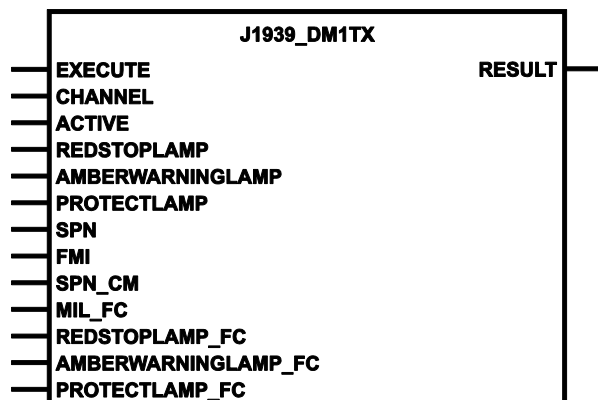 J1939_DM1TX
EXECUTE RESULT
CHANNEL
ACTIVE
REDSTOPLAMP
AMBERWARNINGLAMP
PROTECTLAMP
SPN
FMI
SPN_CM
MIL_FC
REDSTOPLAMP_FC
AMBERWARNINGLAMP_FC
PROTECTLAMP_FC